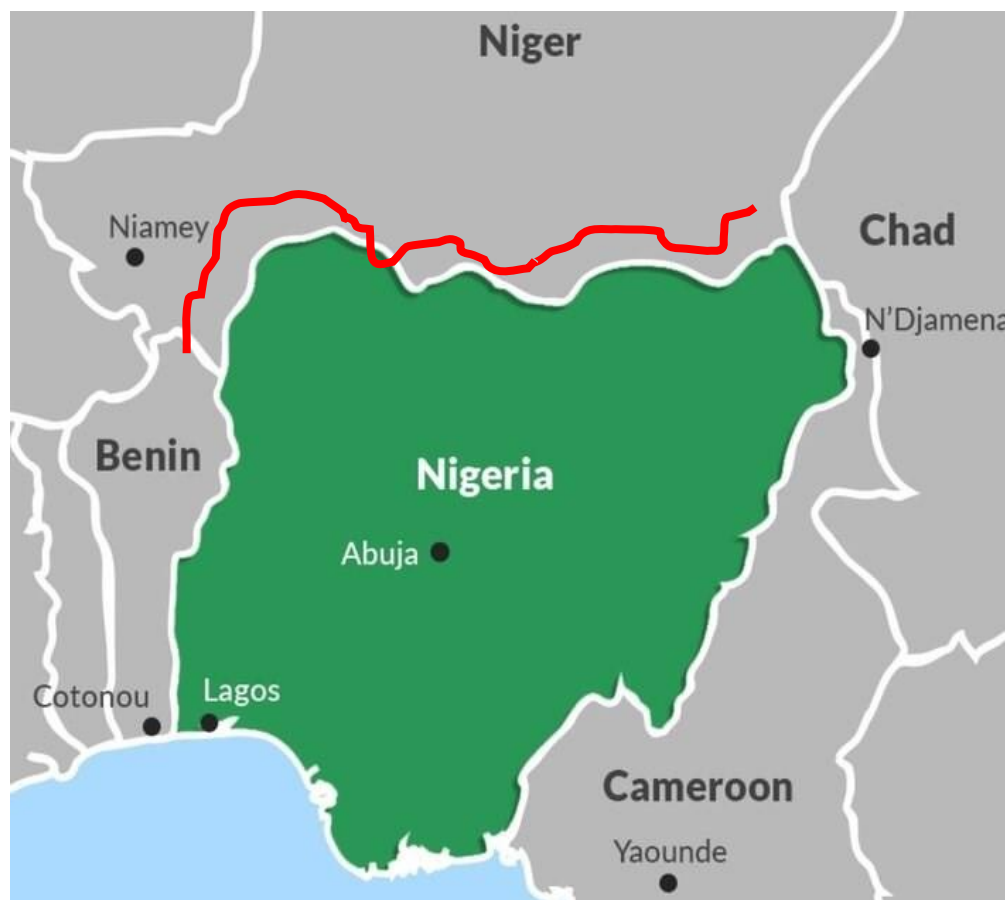 Niger
Niamey
Chad
N'Djamena
Benin
Nigeria
Abuja
Cotonou
Lagos
Cameroon
Yaounde